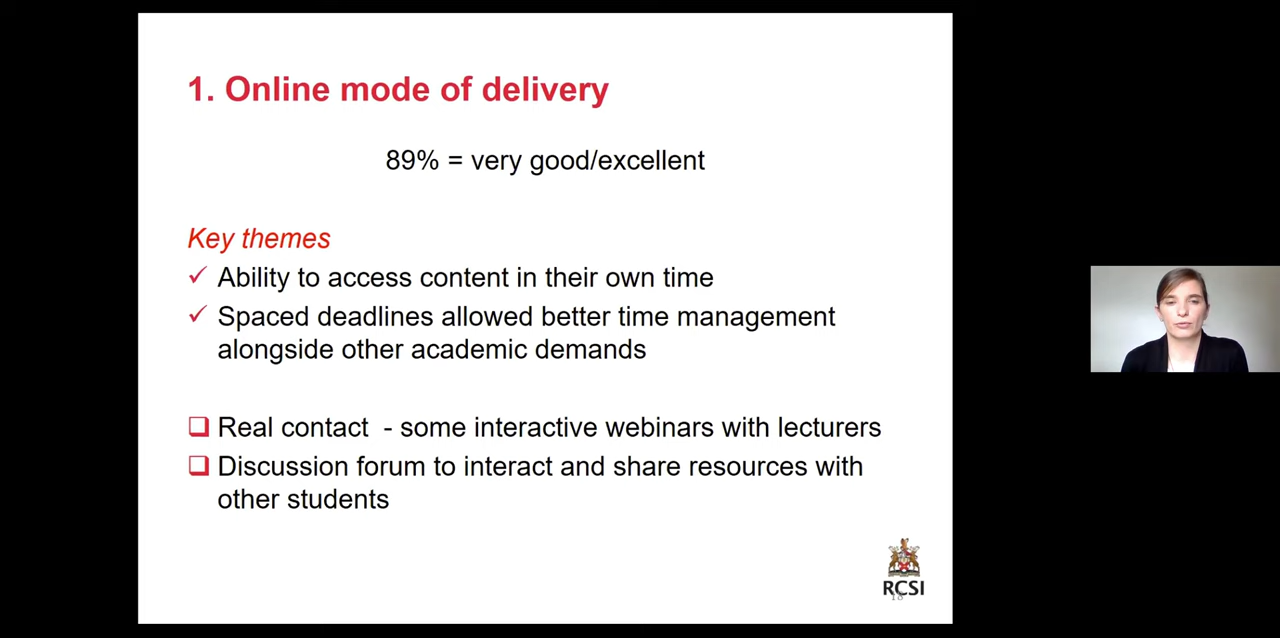 1. Online mode of delivery
89% = very good/excellent
Key themes
✓ Ability to access content in their own time
✓ Spaced deadlines allowed better time management
alongside other academic demands
❑ Real contact - some interactive webinars with lecturers
❑ Discussion forum to interact and share resources with
other students
RCSI
18